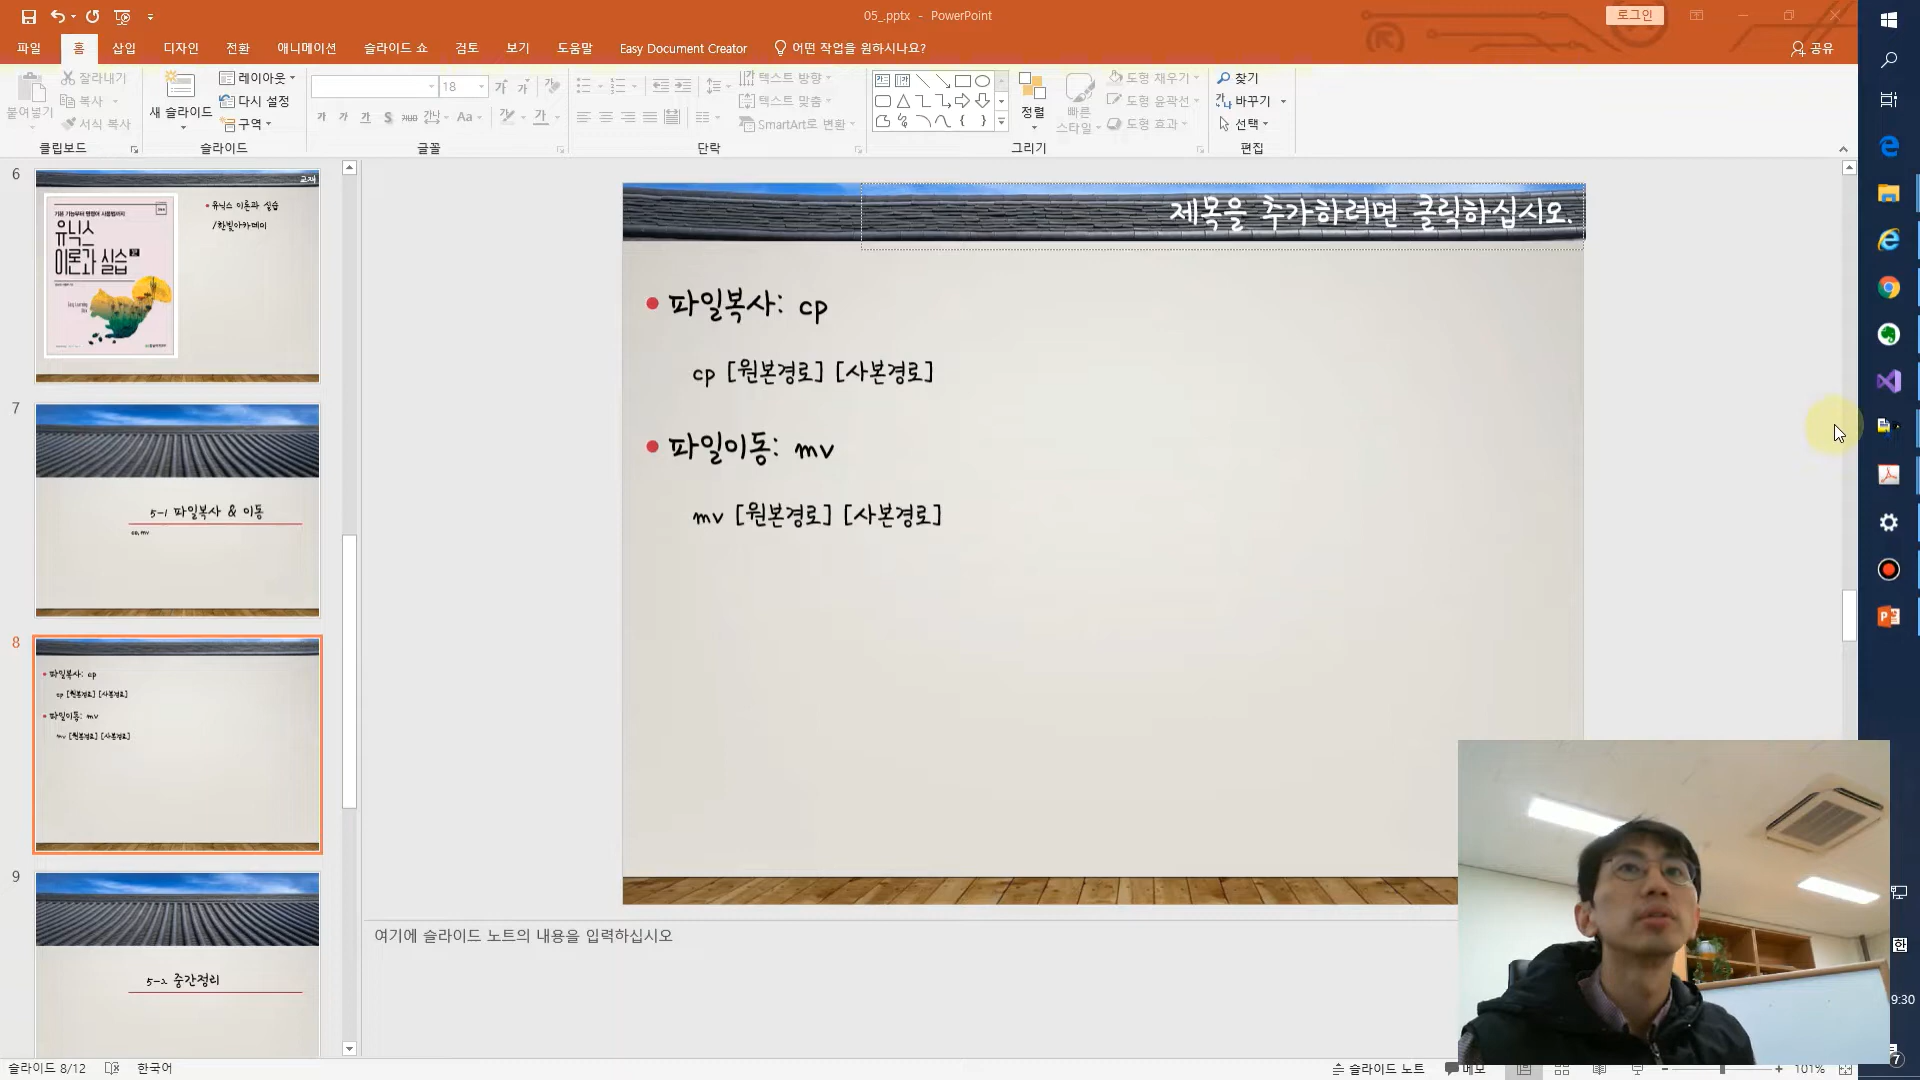 05_.pptx - PowerPoint
로그인
파일 홈 삽입 디자인 전환 애니메이션 슬라이드 쇼 검토 보기 도움말 Easy Document Creator 어떤 작업을 원하시나요? 공유
붙여넣기
잘라내기
복사
서식 복사
클립보드
새 슬라이드
레이아웃
다시 설정
구역
슬라이드
18
가 가 가 가 가 S 가나 Aa 가
글꼴
텍스트 방향
텍스트 맞춤
SmartArt로 변환
단락
정렬
빠른
스타일
도형 채우기
도형 윤곽선
도형 효과
그리기
찾기
바꾸기
선택
편집
6
교재
유닉스
이론과 실습
• 유닉스 이론과 실습
/한빛아카데미
7
5-1 파일복사 & 이동
cp, mv
8
• 파일복사: cp
cp [원본경로] [사본경로]
• 파일이동: mv
mv [원본경로] [사본경로]
9
5-2 중간정리
제목을 추가하려면 클릭하십시오.
• 파일복사: cp
cp [원본경로] [사본경로]
• 파일이동: mv
mv [원본경로] [사본경로]
여기에 슬라이드 노트의 내용을 입력하십시오
한
9:30
7
슬라이드 8/12 한국어 슬라이드 노트 메모 101%